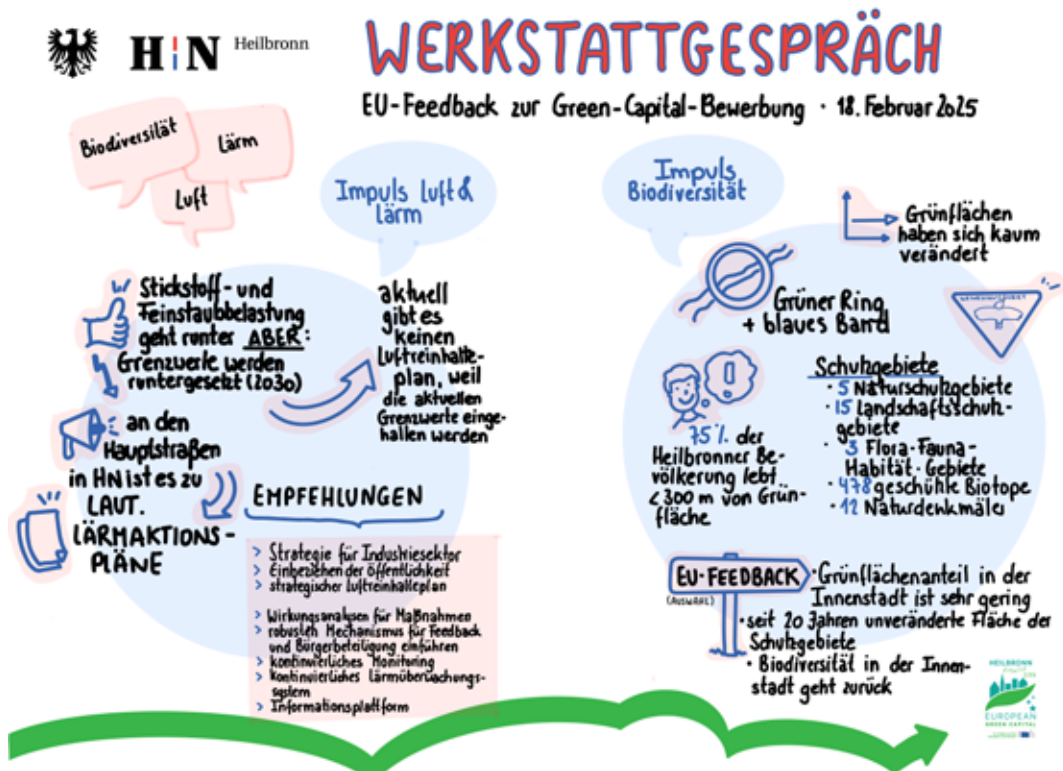 HiN Heilbronn
WERKSTATTGESPRÄCH
EU-Feedback zur Green-Capital-Bewerbung · 18. Februar 2025
Biodiversität
Lärm
Luft
Impuls Luft &
Lärm
Stickstoff- und
Feinstaubbelastung
geht runter ABER:
Grenzwerte werden
runtergesetzt (2030)
aktuell
gibt es
keinen
Luftreinhalte-
plan, weil
die aktuellen
Grenzwerte einge-
halten werden
an den
Hauptstraßen
in HN ist es zu
LAUT.
LÄRMAKTIONS-
PLÄNE
EMPFEHLUNGEN
> Strategie für Industriesektor
> Einbeziehen der Öffentlichkeit
> strategischer Luftreinhalteplan
> Wirkungsanalysen für Maßnahmen
> robusten Mechanismus für Feedback
und Bürgerbeteiligung einführen
> kontinuierliches Monitoring
> kontinuierliches Lärmüberwachungs-
system
> Informationsplattform
Impuls
Biodiversität
Grünflächen
haben sich kaum
verändert
Grüner Ring
+ blaues Band
75% der
Heilbronner Be-
völkerung lebt
<300 m von Grün-
fläche
Schutzgebiete
· 5 Naturschutzgebiete
· 15 Landschaftsschutz-
gebiete
· 3 Flora-Fauna-
Habität-Gebiete
· 478 geschützte Biotope
· 12 Naturdenkmäler
EU-FEEDBACK
(AUSWAHL)
· Grünflächenanteil in der
Innenstadt ist sehr gering
· seit 20 Jahren unveränderte Fläche der
Schutzgebiete
· Biodiversität in der Innen-
stadt geht zurück
HEILBRONN
EUROPEAN
GREEN CAPITAL